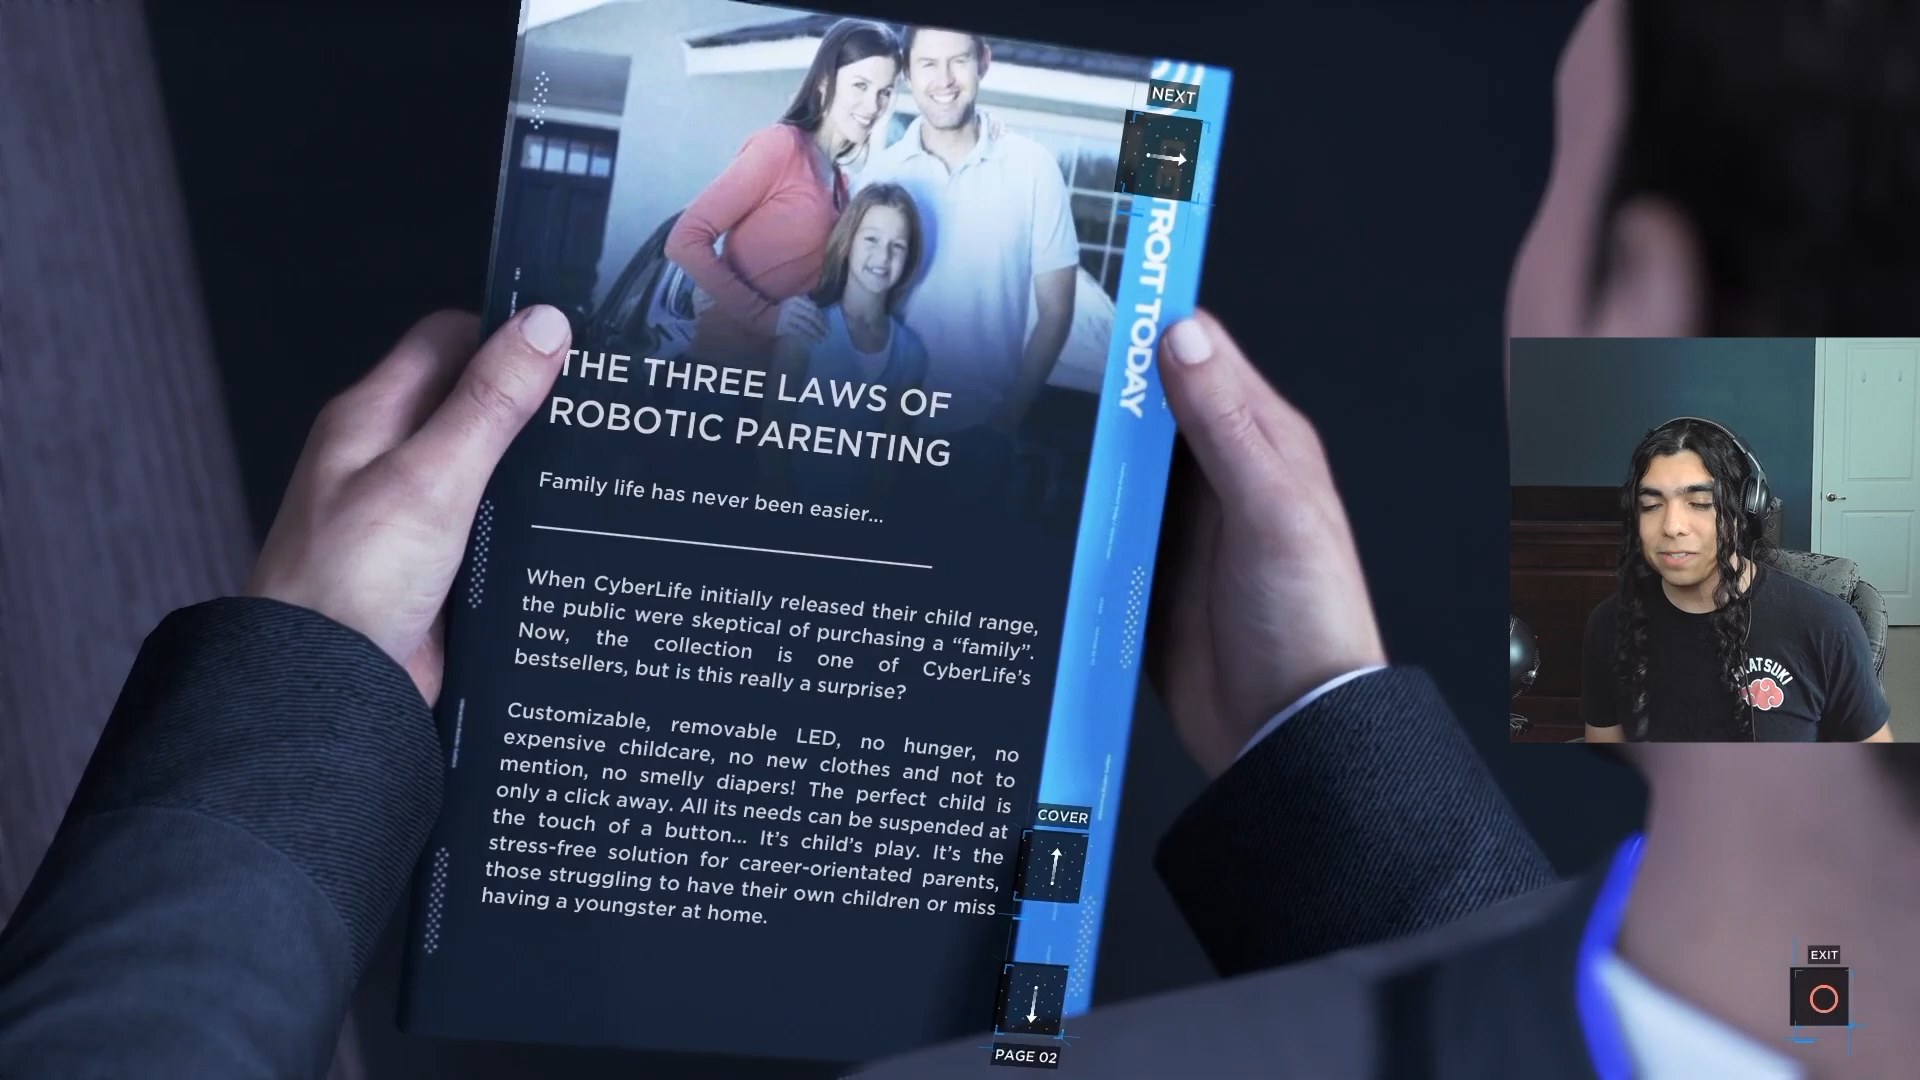 NEXT
TROIT TODAY
THE THREE LAWS OF
ROBOTIC PARENTING
Family life has never been easier...
When CyberLife initially released their child range,
the public were skeptical of purchasing a “family”.
Now, the collection is one of CyberLife’s
bestsellers, but is this really a surprise?
Customizable, removable LED, no hunger, no
expensive childcare, no new clothes and not to
mention, no smelly diapers! The perfect child is
only a click away. All its needs can be suspended at
the touch of a button... It’s child’s play. It’s the
stress-free solution for career-orientated parents,
those struggling to have their own children or miss
having a youngster at home.
COVER
PAGE 02
ATSUKI
EXIT